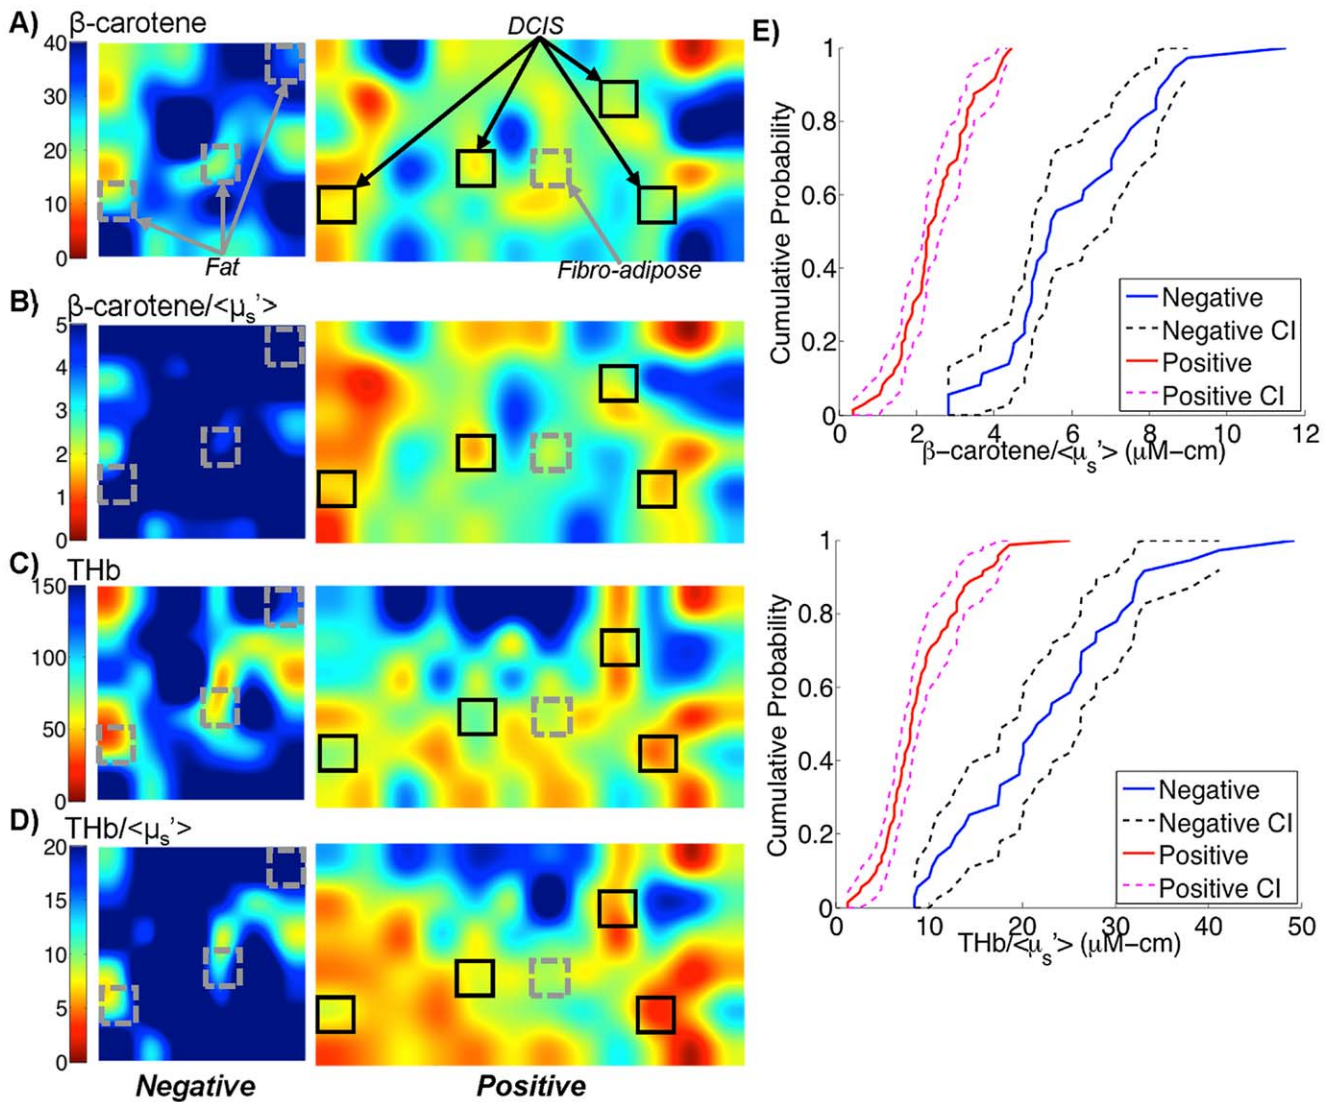 A)
β-carotene
DCIS
40
30
20
10
0
Fat
Fibro-adipose
B)
β-carotene/<μs’>
5
4
3
2
1
0
C)
THb
150
100
50
0
D)
THb/<μs’>
20
15
10
5
0
Negative
Positive
E)
Cumulative Probability
1
0.8
0.6
0.4
0.2
0
0 2 4 6 8 10 12
β-carotene/<μs’> (μM−cm)
Negative
Negative CI
Positive
Positive CI
Cumulative Probability
1
0.8
0.6
0.4
0.2
0
0 10 20 30 40 50
THb/<μs’> (μM−cm)
Negative
Negative CI
Positive
Positive CI